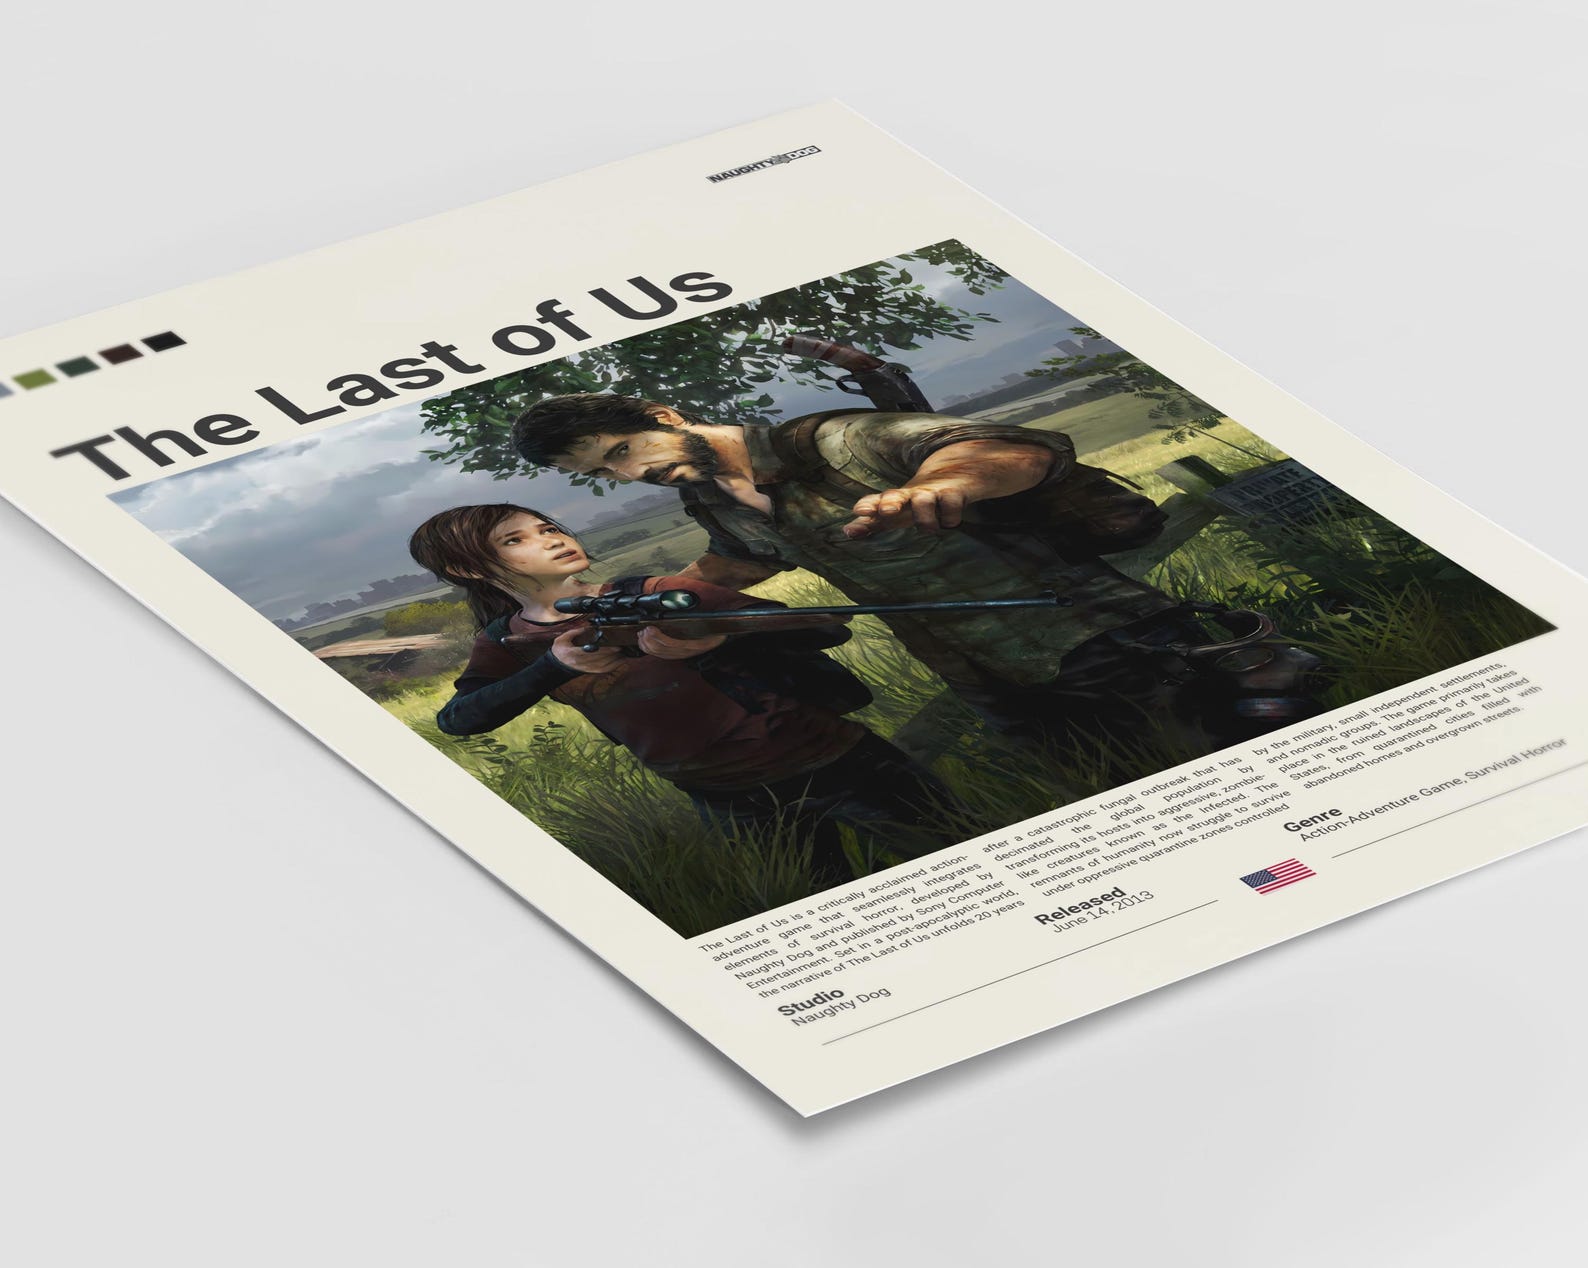 NAUGHTY DOG
The Last of Us
PRIVATE
PROPERTY
The Last of Us is a critically acclaimed action-
adventure game that seamlessly integrates
elements of survival horror, developed by
Naughty Dog and published by Sony Computer
Entertainment. Set in a post-apocalyptic world,
the narrative of The Last of Us unfolds 20 years
after a catastrophic fungal outbreak that has
decimated the global population by
transforming its hosts into aggressive, zombie-
like creatures known as the Infected. The
remnants of humanity now struggle to survive
under oppressive quarantine zones controlled
by the military, small independent settlements,
and nomadic groups. The game primarily takes
place in the ruined landscapes of the United
States, from quarantined cities filled with
abandoned homes and overgrown streets.
Studio
Naughty Dog
Released
June 14, 2013
Genre
Action-Adventure Game, Survival Horror